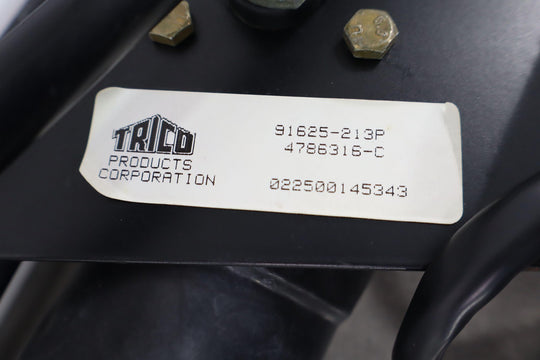 TRICO
PRODUCTS
CORPORATION
91625-213P
4786316-C
022500145343